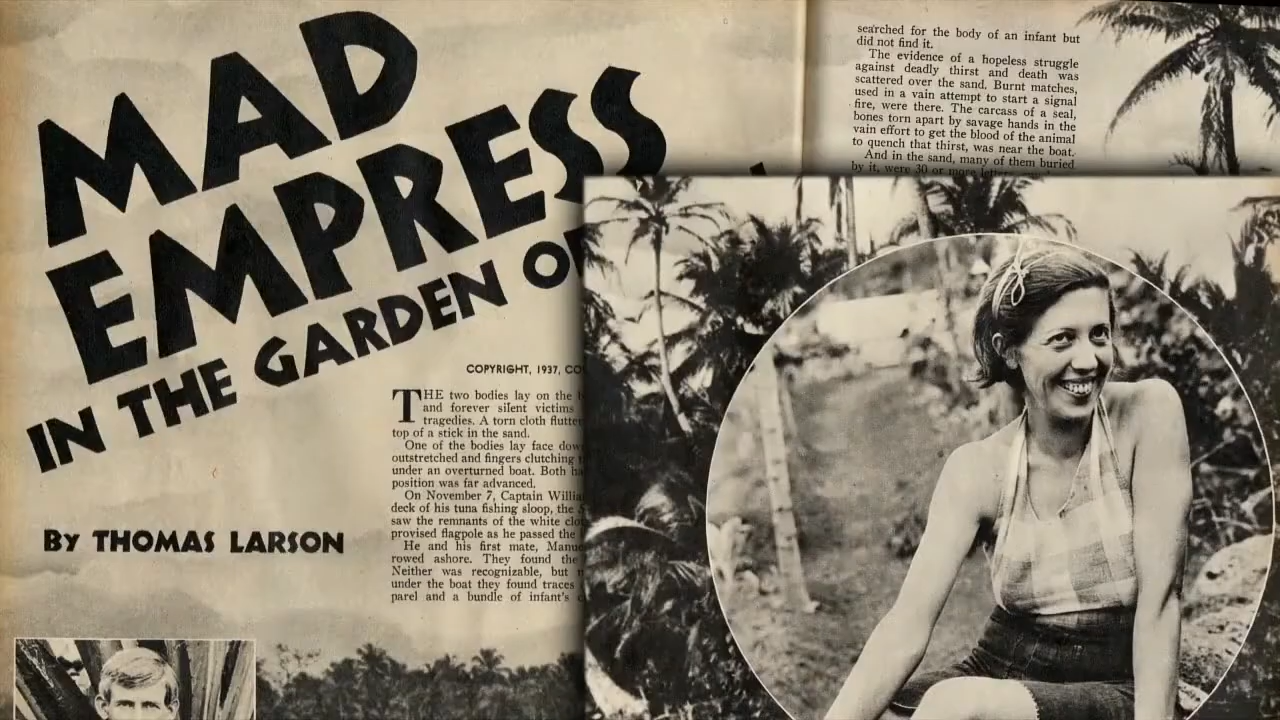 MAD
EMPRESS
IN THE GARDEN OF
By THOMAS LARSON
COPYRIGHT, 1937,
THE two bodies lay on the
and forever silent victims
tragedies. A torn cloth
top of a stick in the sand.
One of the bodies lay face
outstretched and fingers clutching
under an overturned boat. Both
position was far advanced.
On November 7, Captain
deck of his tuna fishing sloop, the
saw the remnants of the white
provised flagpole as he passed the
He and his first mate,
rowed ashore. They found the
Neither was recognizable, but
under the boat they found traces
parel and a bundle of infant's
searched for the body of an infant but
did not find it.
The evidence of a hopeless struggle
against deadly thirst and death was
scattered over the sand. Burnt matches,
used in a vain attempt to start a signal
fire, were there. The carcass of a seal,
bones torn apart by savage hands in the
vain effort to get the blood of the animal
to quench that thirst, was near the boat.
And in the sand, many of them buried
by it, were 30 or more letters